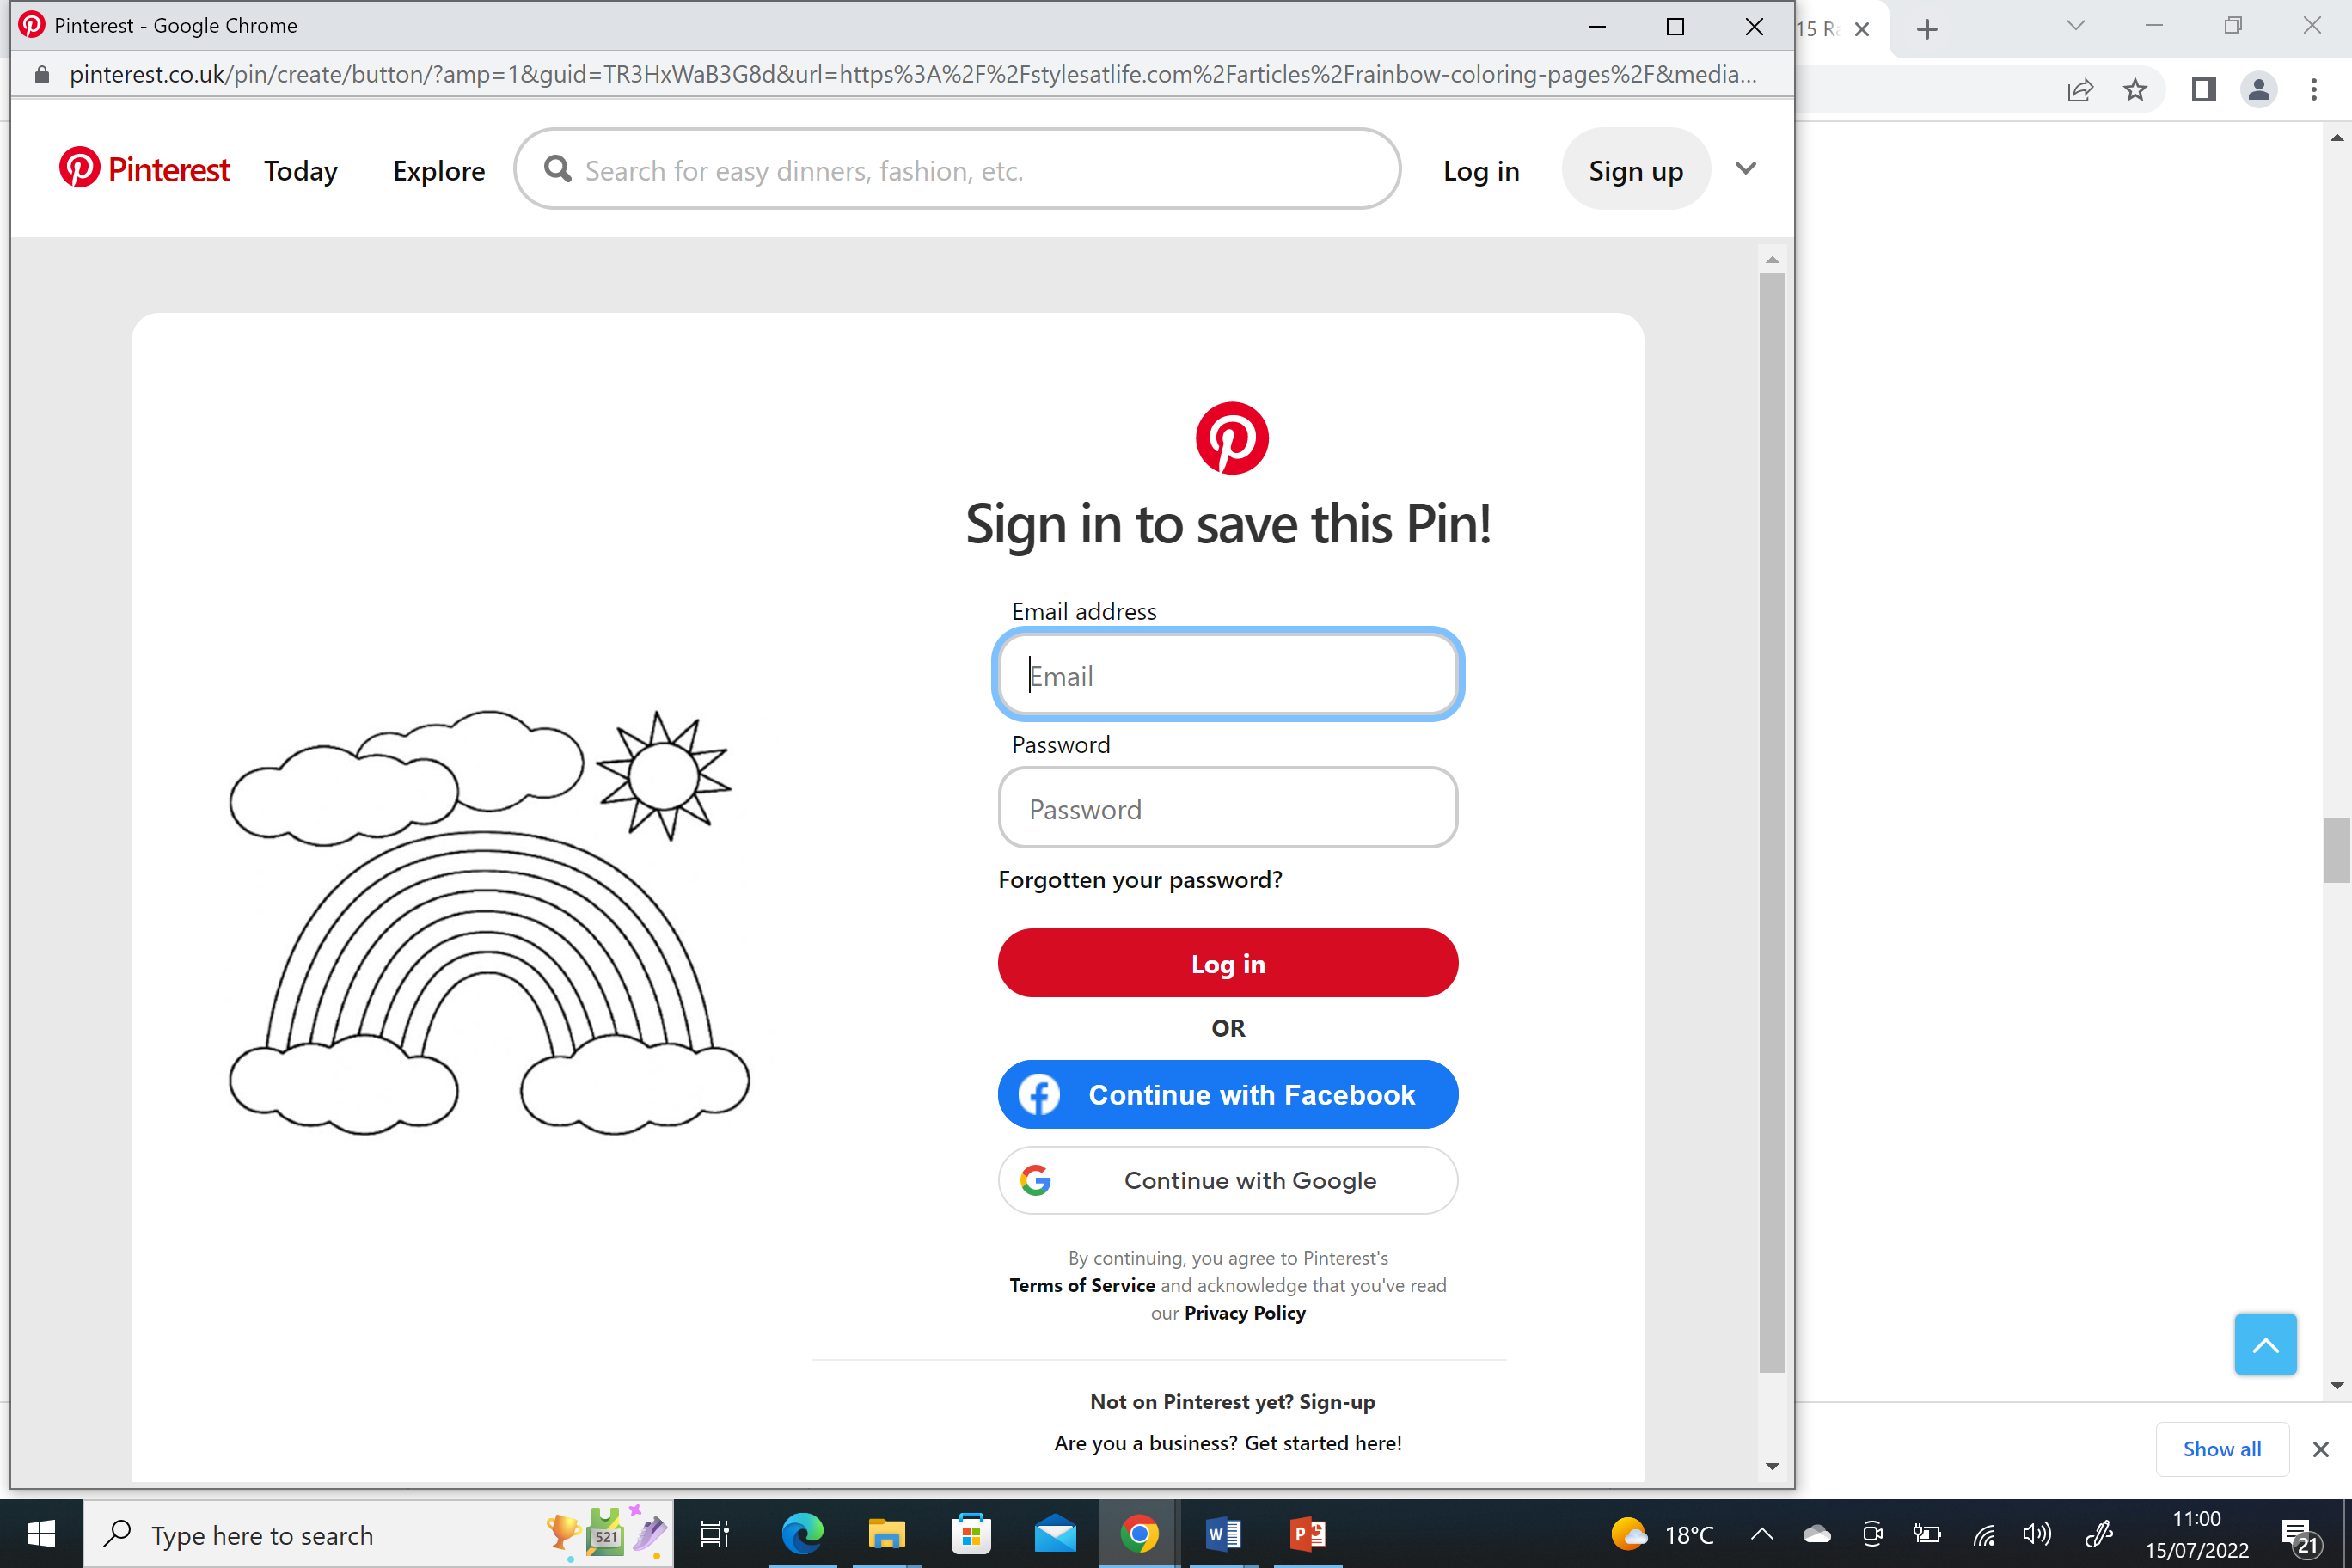 Pinterest - Google Chrome
15 R
pinterest.co.uk/pin/create/button/?amp=1&guid=TR3HxWaB3G8d&url=https%3A%2F%2Fstylesatlife.com%2Farticles%2Frainbow-coloring-pages%2F&media...
Pinterest Today Explore Search for easy dinners, fashion, etc. Log in Sign up
Sign in to save this Pin!
Email address
Email
Password
Password
Forgotten your password?
Log in
OR
Continue with Facebook
Continue with Google
By continuing, you agree to Pinterest's
Terms of Service and acknowledge that you've read
our Privacy Policy
Not on Pinterest yet? Sign-up
Are you a business? Get started here!
Show all
Type here to search
521
18°C
11:00
15/07/2022
21